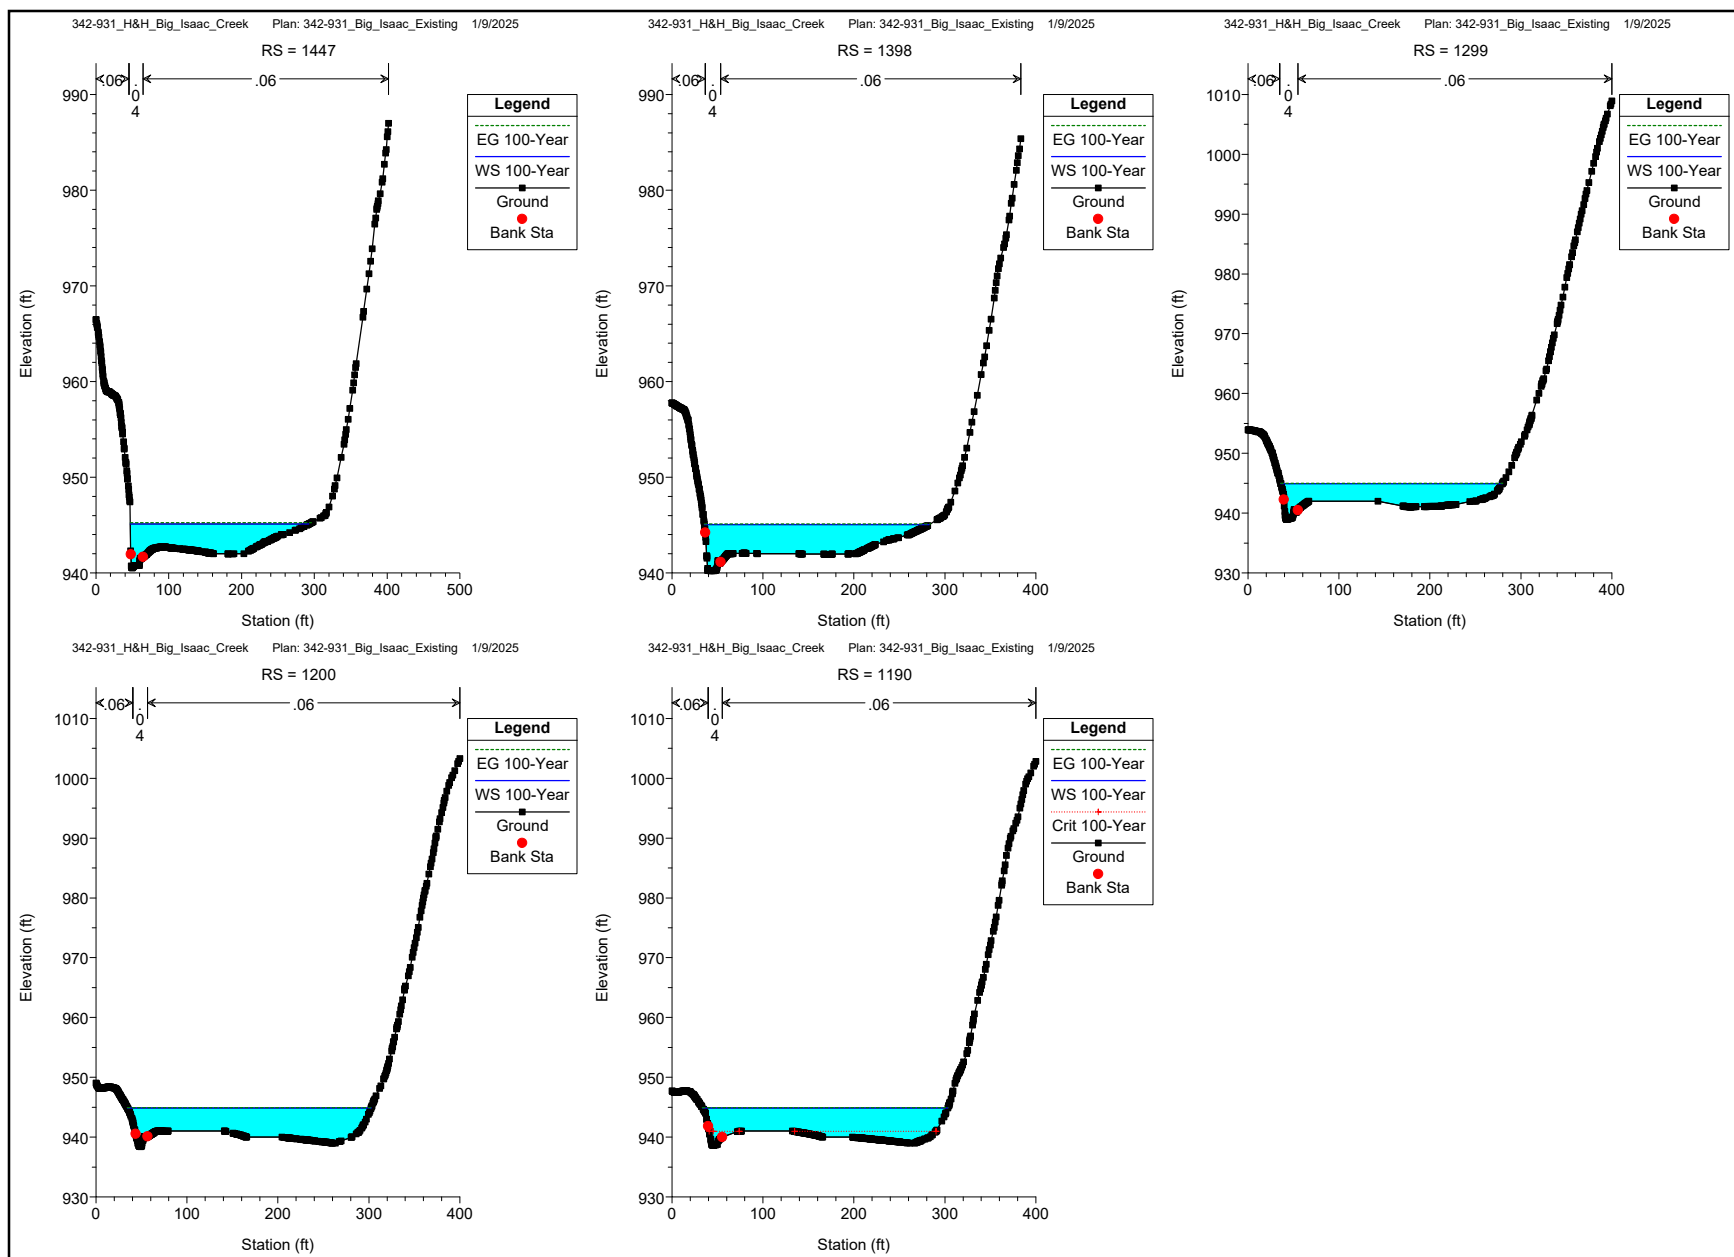 342-931_H&H_Big_Isaac_Creek Plan: 342-931_Big_Isaac_Existing 1/9/2025
RS = 1447
.06
.04
.06
990
980
970
960
950
940
Elevation (ft)
0 100 200 300 400 500
Station (ft)
Legend
EG 100-Year
WS 100-Year
Ground
Bank Sta
342-931_H&H_Big_Isaac_Creek Plan: 342-931_Big_Isaac_Existing 1/9/2025
RS = 1398
.06
.04
.06
990
980
970
960
950
940
Elevation (ft)
0 100 200 300 400
Station (ft)
Legend
EG 100-Year
WS 100-Year
Ground
Bank Sta
342-931_H&H_Big_Isaac_Creek Plan: 342-931_Big_Isaac_Existing 1/9/2025
RS = 1299
.06
.04
.06
1010
1000
990
980
970
960
950
940
930
Elevation (ft)
0 100 200 300 400
Station (ft)
Legend
EG 100-Year
WS 100-Year
Ground
Bank Sta
342-931_H&H_Big_Isaac_Creek Plan: 342-931_Big_Isaac_Existing 1/9/2025
RS = 1200
.06
.04
.06
1010
1000
990
980
970
960
950
940
930
Elevation (ft)
0 100 200 300 400
Station (ft)
Legend
EG 100-Year
WS 100-Year
Ground
Bank Sta
342-931_H&H_Big_Isaac_Creek Plan: 342-931_Big_Isaac_Existing 1/9/2025
RS = 1190
.06
.04
.06
1010
1000
990
980
970
960
950
940
930
Elevation (ft)
0 100 200 300 400
Station (ft)
Legend
EG 100-Year
WS 100-Year
Crit 100-Year
Ground
Bank Sta